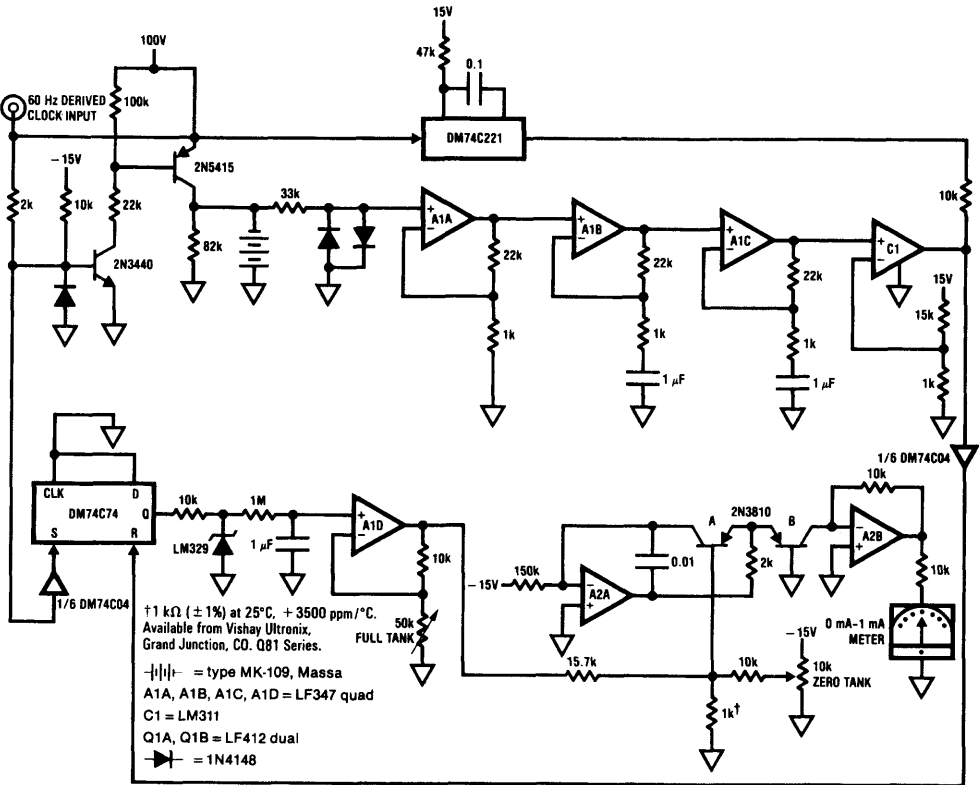 15V
47k
0.1
100V
60 Hz DERIVED
CLOCK INPUT
100k
DM74C221
−15V
2N5415
2k
10k
22k
33k
10k
A1A
A1B
A1C
C1
+
−
+
−
+
−
+
−
2N3440
82k
22k
22k
22k
15V
15k
1k
1k
1k
1k
1 μF
1 μF
1/6 DM74C04
CLK
D
DM74C74
Q
S
R
10k
1M
LM329
1 μF
A1D
+
−
10k
50k
FULL TANK
−15V
150k
A2A
−
+
0.01
A
2N3810
B
2k
10k
A2B
−
+
10k
0 mA–1 mA
METER
1/6 DM74C04
†1 kΩ (±1%) at 25°C, +3500 ppm/°C.
Available from Vishay Ultronix,
Grand Junction, CO. Q81 Series.
= type MK-109, Massa
A1A, A1B, A1C, A1D = LF347 quad
C1 = LM311
Q1A, Q1B = LF412 dual
= 1N4148
15.7k
10k
−15V
10k
ZERO TANK
1k†